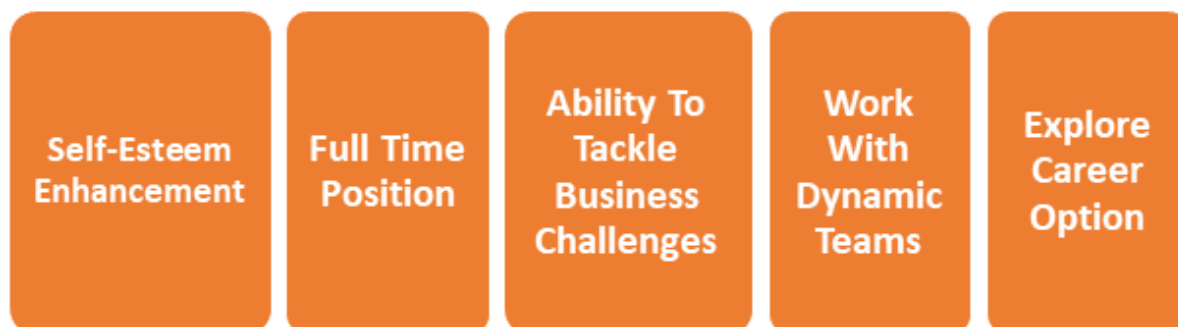 Self-Esteem
Enhancement
Full Time
Position
Ability To
Tackle
Business
Challenges
Work
With
Dynamic
Teams
Explore
Career
Option